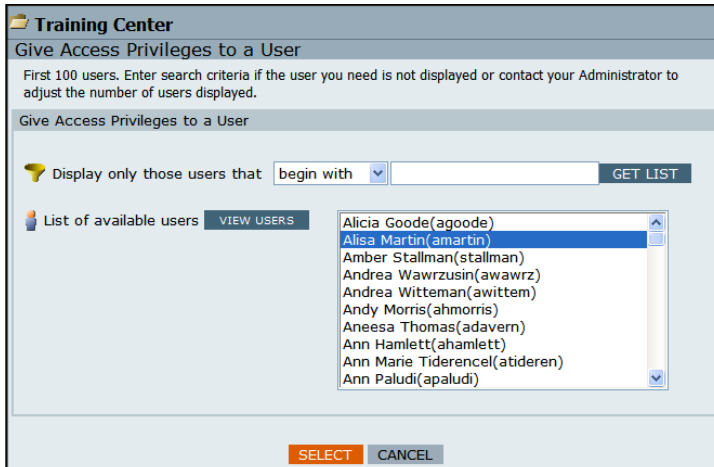 Training Center
Give Access Privileges to a User
First 100 users. Enter search criteria if the user you need is not displayed or contact your Administrator to
adjust the number of users displayed.
Give Access Privileges to a User
Display only those users that begin with GET LIST
List of available users VIEW USERS
Alicia Goode(agoode)
Alisa Martin(amartin)
Amber Stallman(stallman)
Andrea Wawrzusin(awawrz)
Andrea Witteman(awittem)
Andy Morris(ahmorris)
Aneesa Thomas(adavern)
Ann Hamlett(ahamlett)
Ann Marie Tiderencel(atideren)
Ann Paludi(apaludi)
SELECT CANCEL